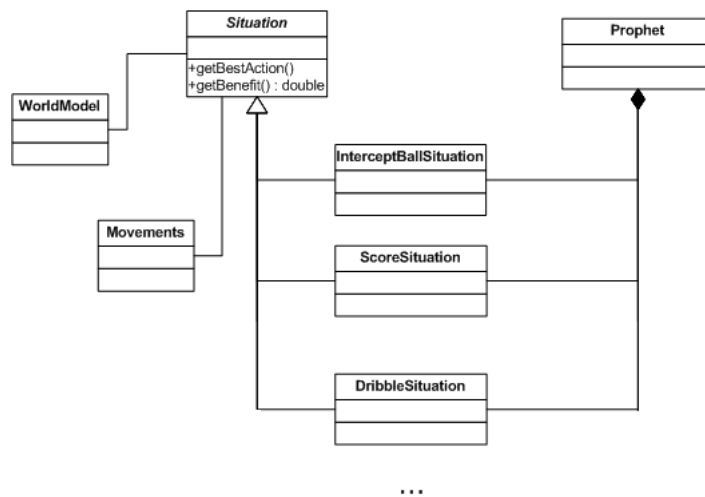 Situation
+getBestAction()
+getBenefit() : double
Prophet
WorldModel
InterceptBallSituation
Movements
ScoreSituation
DribbleSituation
...